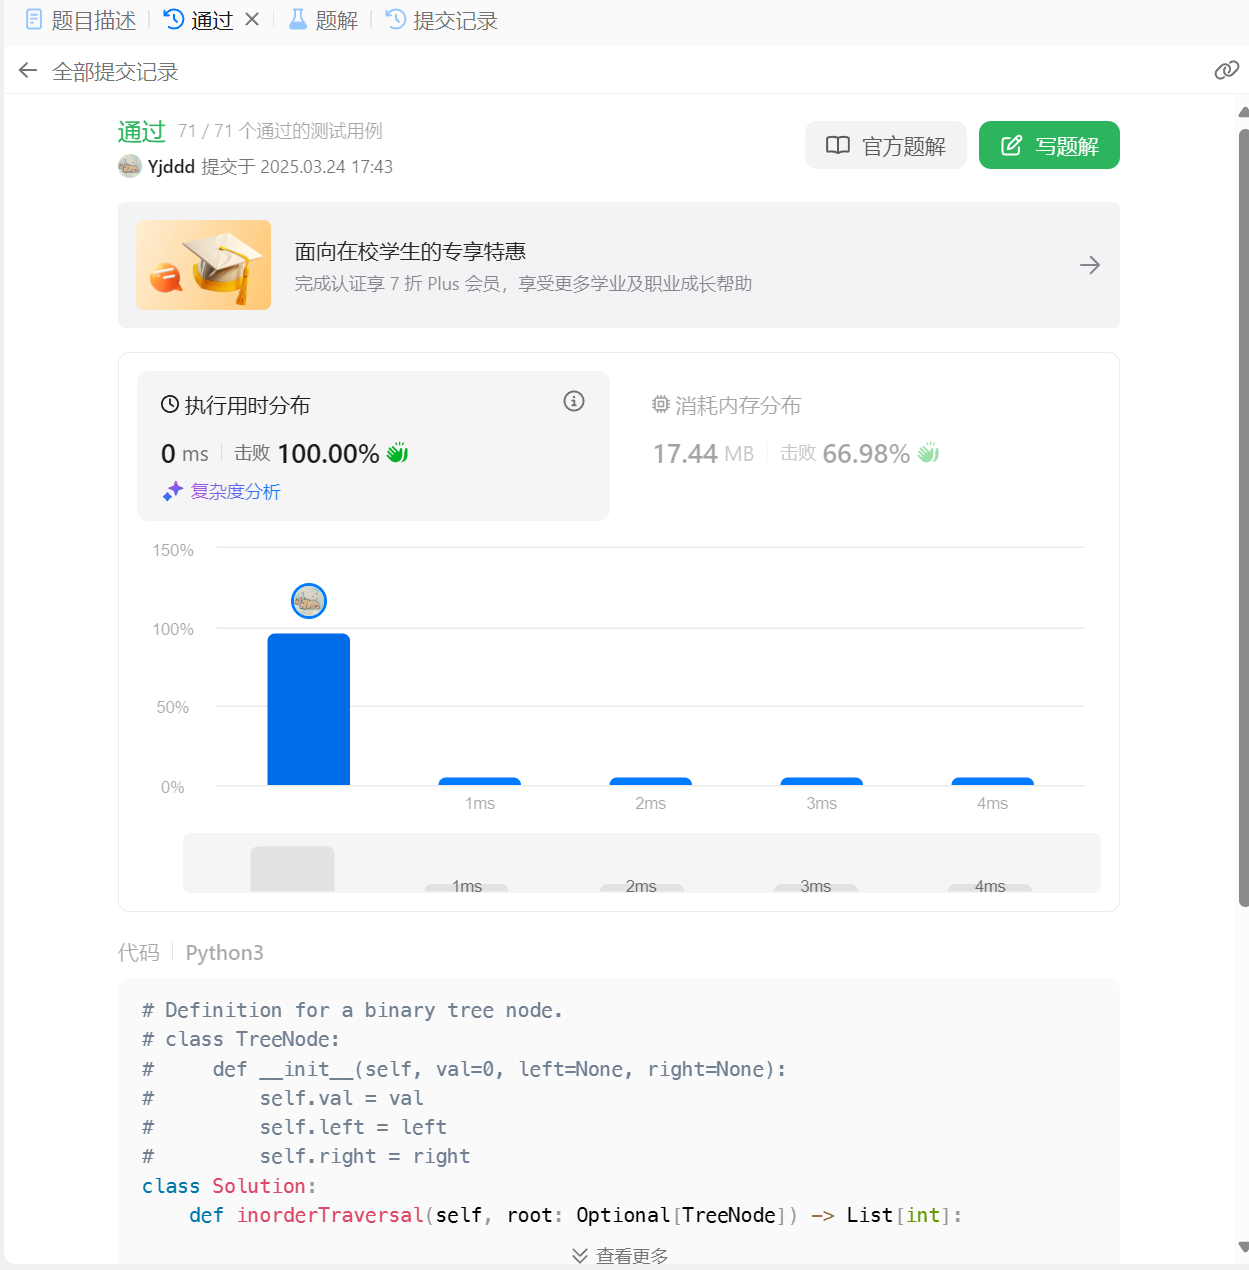 题目描述 通过 题解 提交记录
全部提交记录
通过 71 / 71 个通过的测试用例
Yjddd 提交于 2025.03.24 17:43
官方题解 写题解
面向在校学生的专享特惠
完成认证享 7 折 Plus 会员，享受更多学业及职业成长帮助
执行用时分布
0 ms 击败 100.00%
复杂度分析
消耗内存分布
17.44 MB 击败 66.98%
150%
100%
50%
0%
1ms 2ms 3ms 4ms
1ms 2ms 3ms 4ms
代码 Python3
# Definition for a binary tree node.
# class TreeNode:
#     def __init__(self, val=0, left=None, right=None):
#         self.val = val
#         self.left = left
#         self.right = right
class Solution:
    def inorderTraversal(self, root: Optional[TreeNode]) -> List[int]:
查看更多